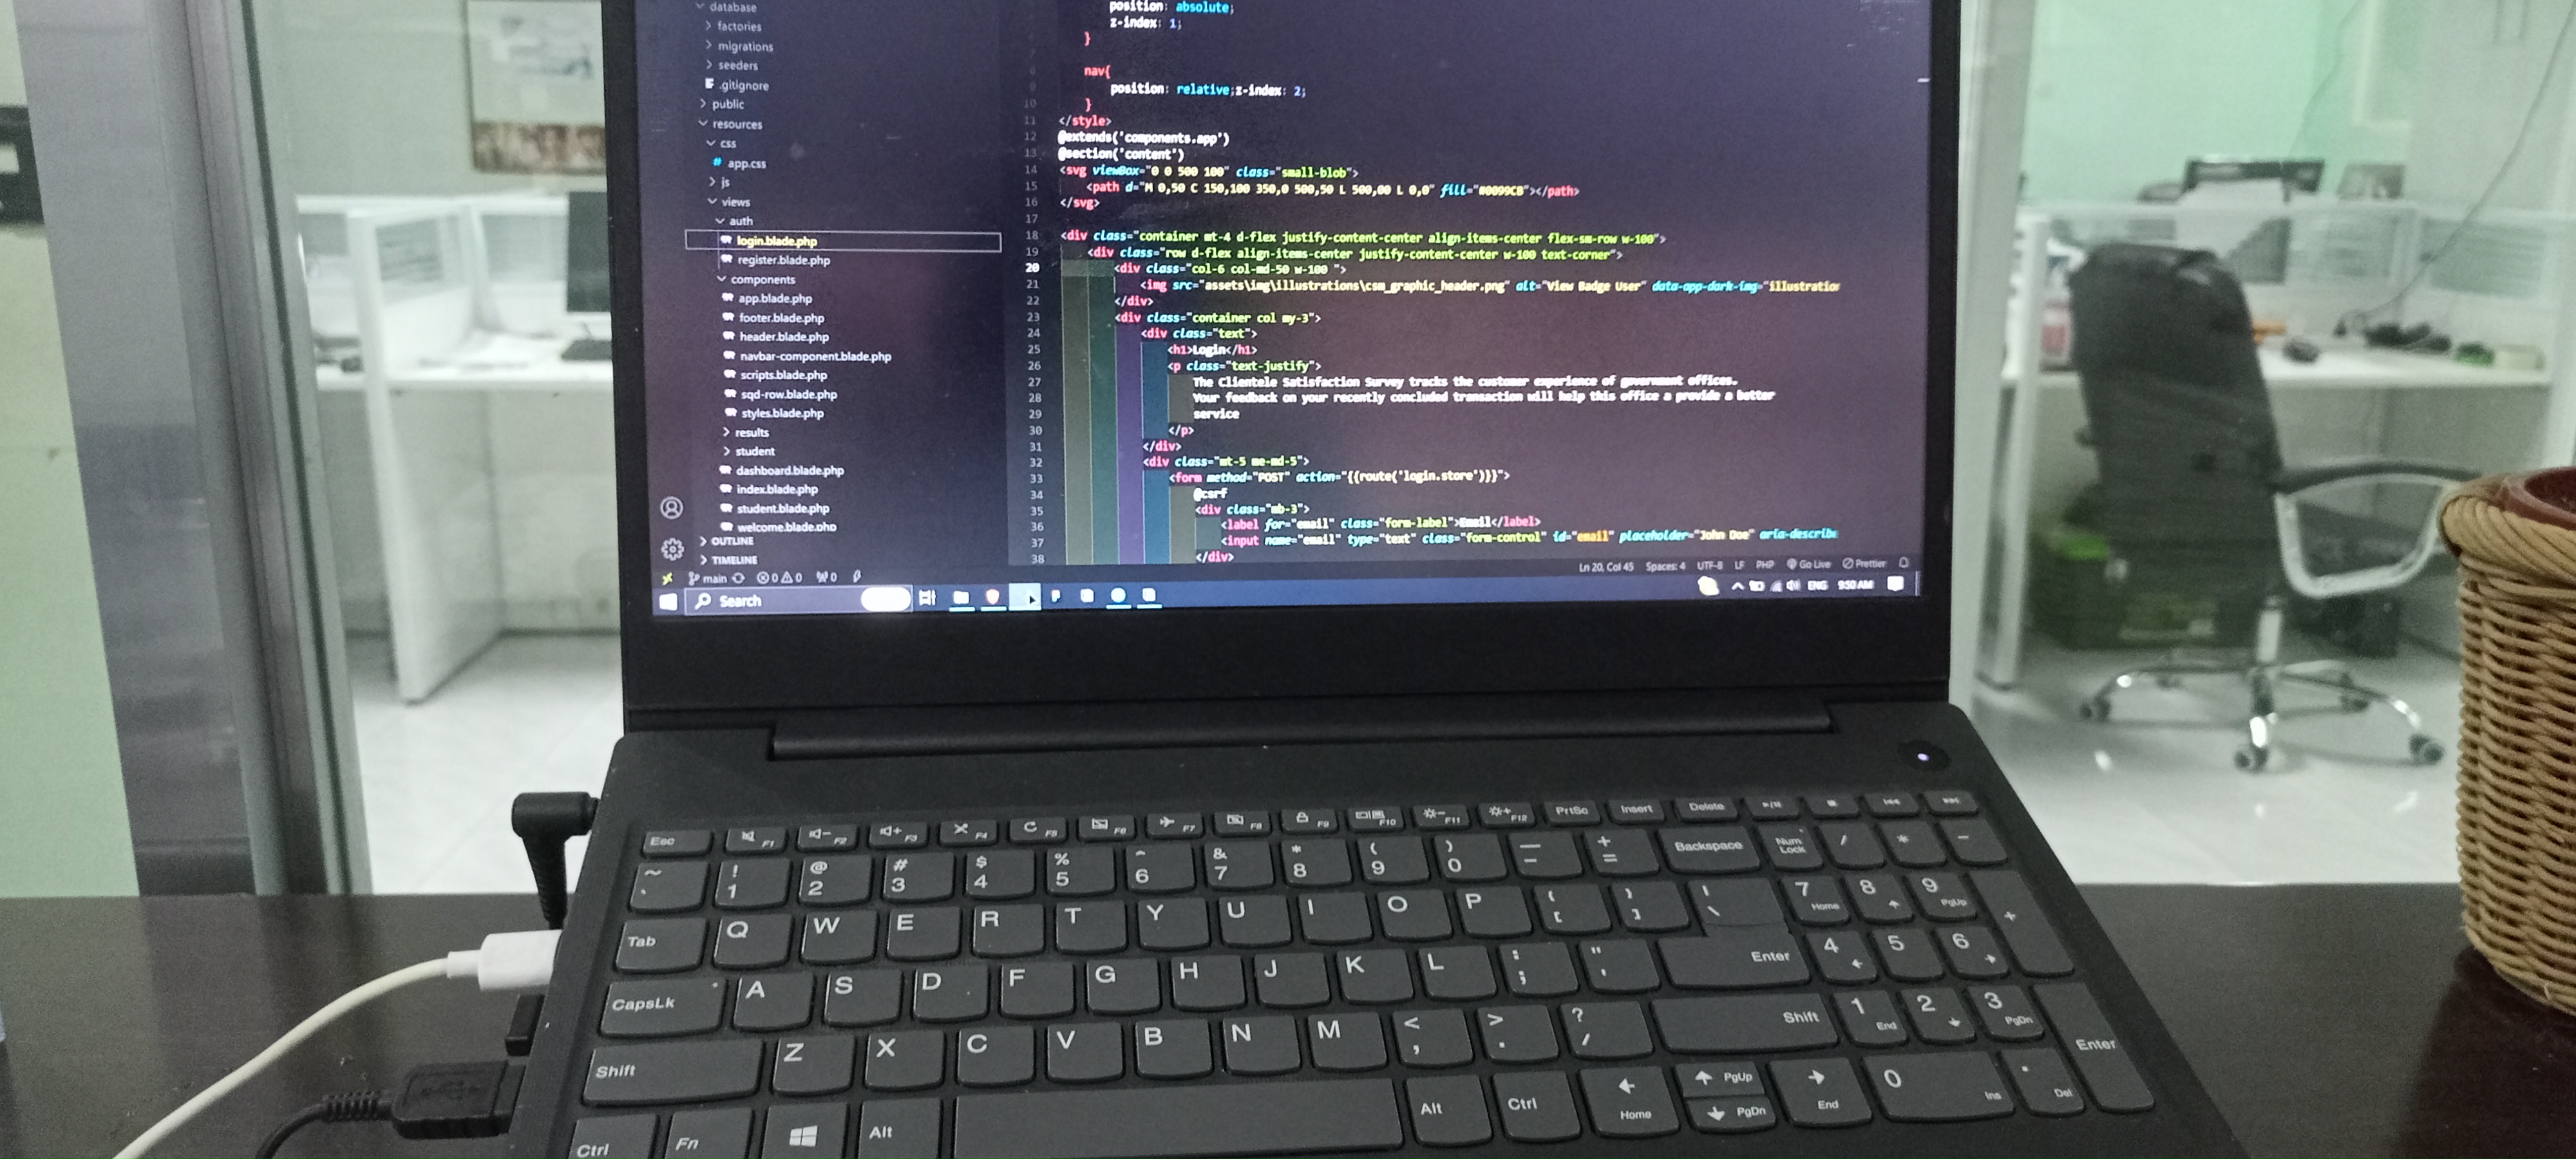 database
factories
migrations
seeders
.gitignore
public
resources
css
# app.css
js
views
auth
login.blade.php
register.blade.php
components
app.blade.php
footer.blade.php
header.blade.php
navbar-component.blade.php
scripts.blade.php
sqd-row.blade.php
styles.blade.php
results
student
dashboard.blade.php
index.blade.php
student.blade.php
welcome.blade.php
OUTLINE
TIMELINE
position: absolute;
z-index: 1;
}
nav{
position: relative;z-index: 2;
10 }
11 </style>
12 @extends('components.app')
13 @section('content')
14 <svg viewBox="0 0 500 100" class="small-blob">
15 <path d="M 0,50 C 150,100 350,0 500,50 L 500,00 L 0,0" fill="#0099CB"></path>
16 </svg>
17
18 <div class="container mt-4 d-flex justify-content-center align-items-center flex-sm-row w-100">
19 <div class="row d-flex align-items-center justify-content-center w-100 text-corner">
20 <div class="col-6 col-md-50 w-100 ">
21 <img src="assets\img\illustrations\csm_graphic_header.png" alt="View Badge User" data-app-dark-img="illustration
22 </div>
23 <div class="container col my-3">
24 <div class="text">
25 <h1>Login</h1>
26 <p class="text-justify">
27 The Clientele Satisfaction Survey tracks the customer experience of government offices.
28 Your feedback on your recently concluded transaction will help this office a provide a better
29 service
30 </p>
31 </div>
32 <div class="mt-5 me-md-5">
33 <form method="POST" action="{{route('login.store')}}">
34 @csrf
35 <div class="mb-3">
36 <label for="email" class="form-label">Email</label>
37 <input name="email" type="text" class="form-control" id="email" placeholder="John Doe" aria-describe
38 </div>
main 0 0 0 Ln 20, Col 45 Spaces: 4 UTF-8 LF PHP Go Live Prettier
Search ENG 9:50 AM
Esc F1 F2 F3 F4 F5 F6 F7 F8 F9 F10 F11 F12 PrtSc Insert Delete
~ ` ! 1 @ 2 # 3 $ 4 % 5 ^ 6 & 7 * 8 ( 9 ) 0 _ - + = Backspace Num Lock / * -
Tab Q W E R T Y U I O P { [ } ] | \ 7 Home 8 9 PgUp +
CapsLk A S D F G H J K L : ; " ' Enter 4 5 6
Shift Z X C V B N M < , > . ? / Shift 1 End 2 3 PgDn Enter
Ctrl Fn Alt Alt Ctrl Home PgUp PgDn End 0 Ins . Del